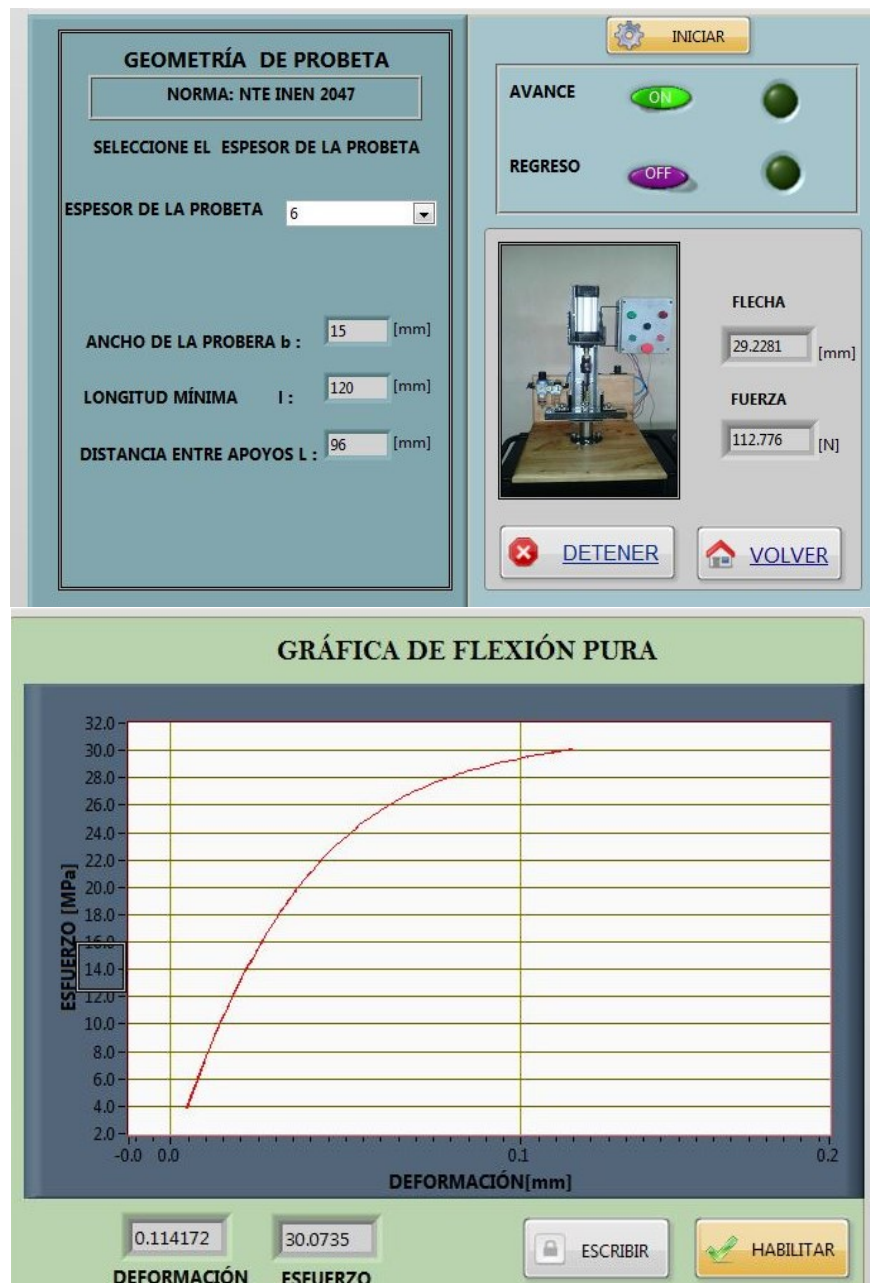 GEOMETRÍA DE PROBETA
NORMA: NTE INEN 2047
SELECCIONE EL ESPESOR DE LA PROBETA
ESPESOR DE LA PROBETA 6
ANCHO DE LA PROBERA b : 15 [mm]
LONGITUD MÍNIMA l : 120 [mm]
DISTANCIA ENTRE APOYOS L : 96 [mm]
INICIAR
AVANCE ON
REGRESO OFF
FLECHA
29.2281 [mm]
FUERZA
112.776 [N]
DETENER VOLVER
GRÁFICA DE FLEXIÓN PURA
ESFUERZO [MPa]
32.0
30.0
28.0
26.0
24.0
22.0
20.0
18.0
16.0
14.0
12.0
10.0
8.0
6.0
4.0
2.0
-0.0 0.0 0.1 0.2
DEFORMACIÓN[mm]
0.114172 30.0735
DEFORMACIÓN ESFUERZO
ESCRIBIR HABILITAR